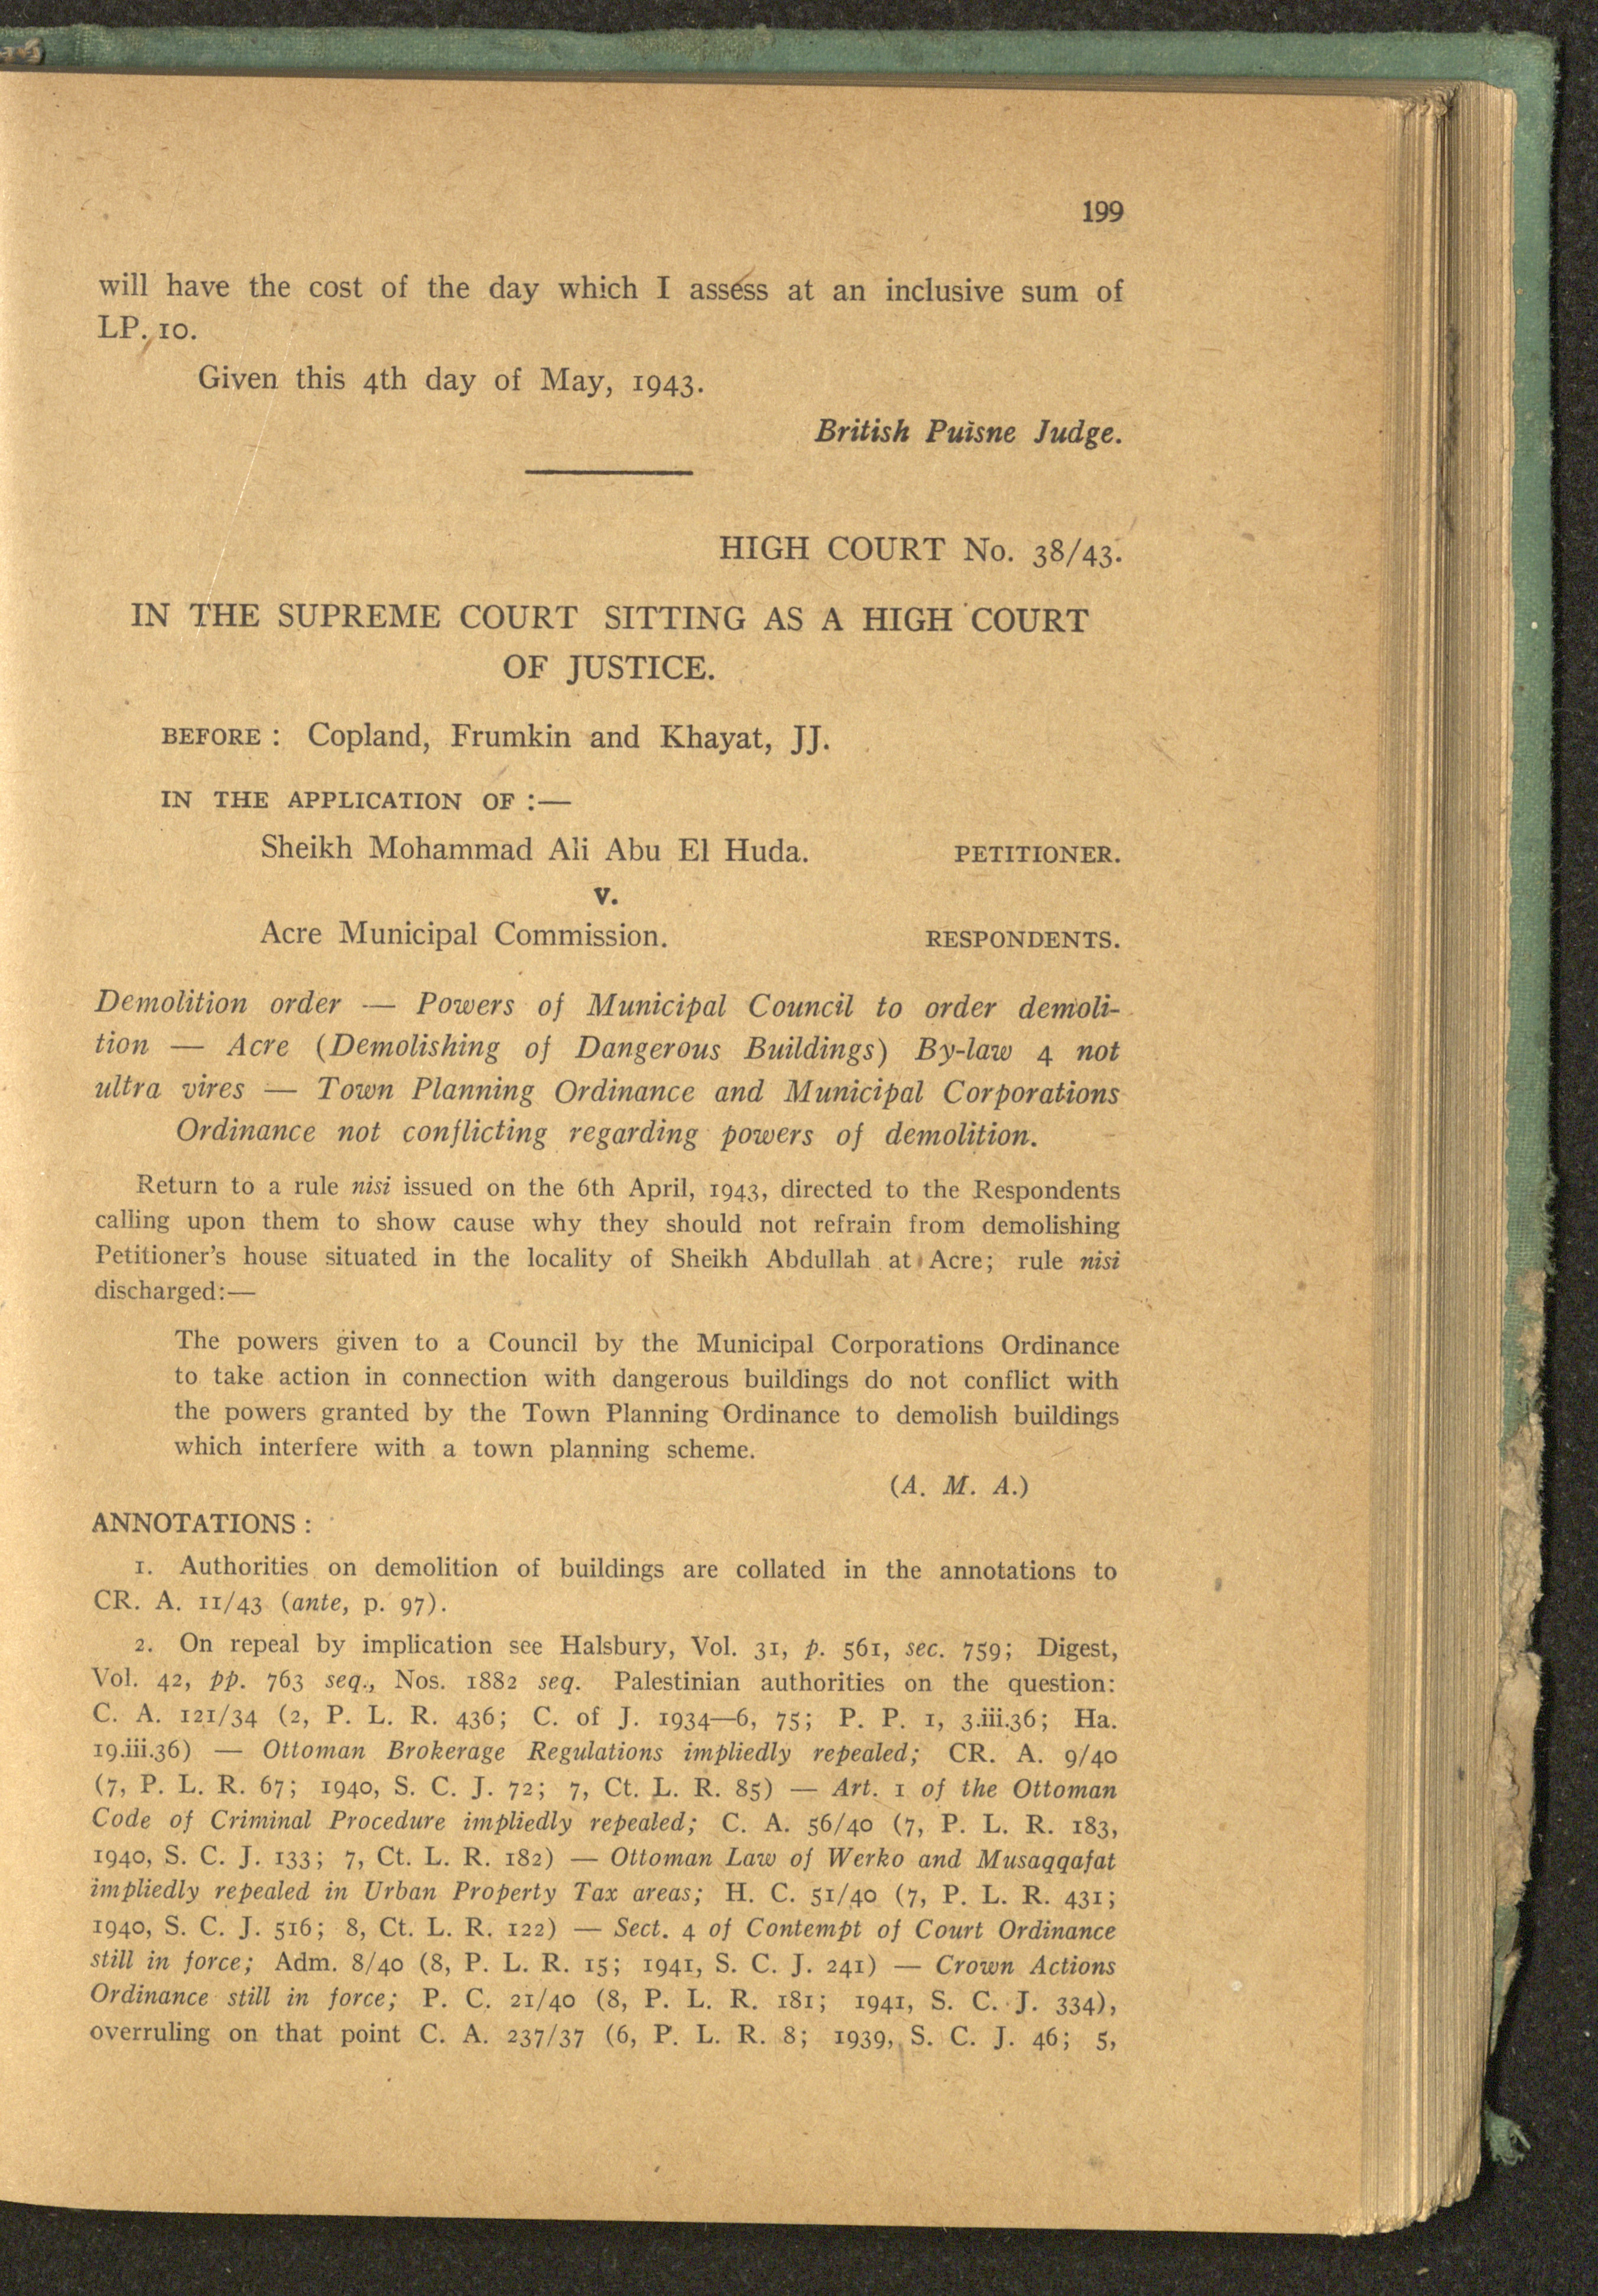 199
will have the cost of the day which I assess at an inclusive sum of
LP. 10.
Given this 4th day of May, 1943.
British Puisne Judge.
HIGH COURT No. 38/43.
IN THE SUPREME COURT SITTING AS A HIGH COURT
OF JUSTICE.
BEFORE : Copland, Frumkin and Khayat, JJ.
IN THE APPLICATION OF :—
Sheikh Mohammad Ali Abu El Huda. PETITIONER.
v.
Acre Municipal Commission. RESPONDENTS.
Demolition order — Powers of Municipal Council to order demoli-
tion — Acre (Demolishing of Dangerous Buildings) By-law 4 not
ultra vires — Town Planning Ordinance and Municipal Corporations
Ordinance not conflicting regarding powers of demolition.
Return to a rule nisi issued on the 6th April, 1943, directed to the Respondents
calling upon them to show cause why they should not refrain from demolishing
Petitioner's house situated in the locality of Sheikh Abdullah at Acre; rule nisi
discharged:—
The powers given to a Council by the Municipal Corporations Ordinance
to take action in connection with dangerous buildings do not conflict with
the powers granted by the Town Planning Ordinance to demolish buildings
which interfere with a town planning scheme.
(A. M. A.)
ANNOTATIONS :
1. Authorities on demolition of buildings are collated in the annotations to
CR. A. 11/43 (ante, p. 97).
2. On repeal by implication see Halsbury, Vol. 31, p. 561, sec. 759; Digest,
Vol. 42, pp. 763 seq., Nos. 1882 seq. Palestinian authorities on the question:
C. A. 121/34 (2, P. L. R. 436; C. of J. 1934—6, 75; P. P. 1, 3.iii.36; Ha.
19.iii.36) — Ottoman Brokerage Regulations impliedly repealed; CR. A. 9/40
(7, P. L. R. 67; 1940, S. C. J. 72; 7, Ct. L. R. 85) — Art. 1 of the Ottoman
Code of Criminal Procedure impliedly repealed; C. A. 56/40 (7, P. L. R. 183,
1940, S. C. J. 133; 7, Ct. L. R. 182) — Ottoman Law of Werko and Musaqqafat
impliedly repealed in Urban Property Tax areas; H. C. 51/40 (7, P. L. R. 431;
1940, S. C. J. 516; 8, Ct. L. R. 122) — Sect. 4 of Contempt of Court Ordinance
still in force; Adm. 8/40 (8, P. L. R. 15; 1941, S. C. J. 241) — Crown Actions
Ordinance still in force; P. C. 21/40 (8, P. L. R. 181; 1941, S. C. J. 334),
overruling on that point C. A. 237/37 (6, P. L. R. 8; 1939, S. C. J. 46; 5,